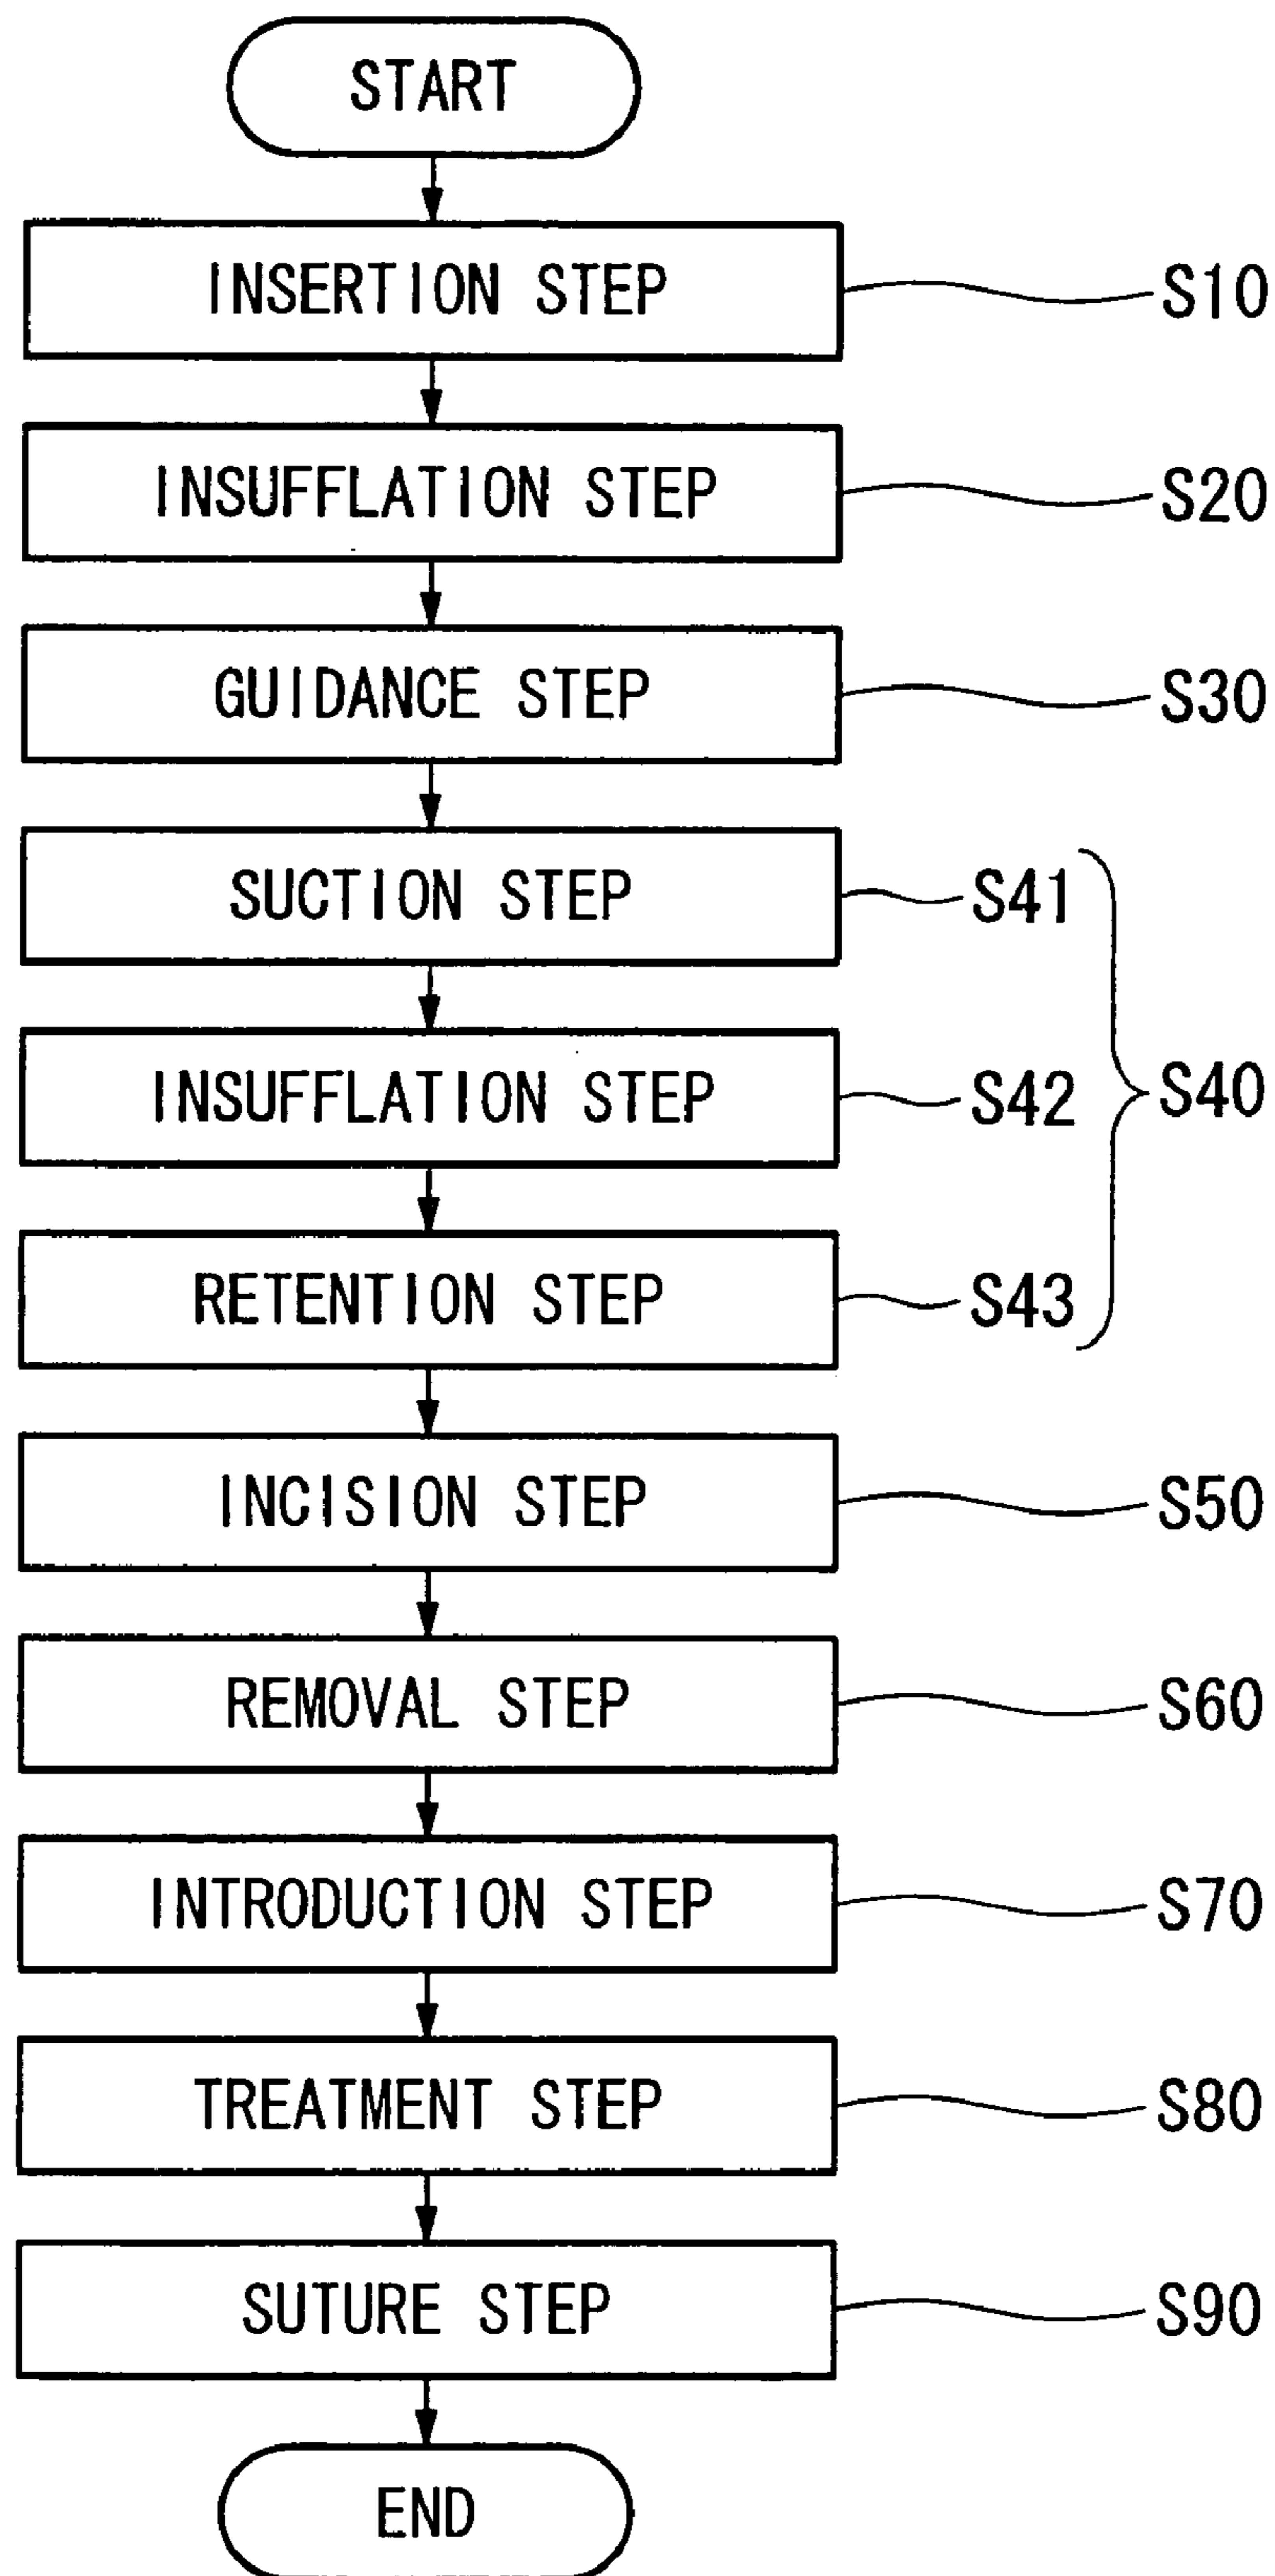 START
INSERTION STEP S10
INSUFFLATION STEP S20
GUIDANCE STEP S30
SUCTION STEP S41
INSUFFLATION STEP S42 S40
RETENTION STEP S43
INCISION STEP S50
REMOVAL STEP S60
INTRODUCTION STEP S70
TREATMENT STEP S80
SUTURE STEP S90
END